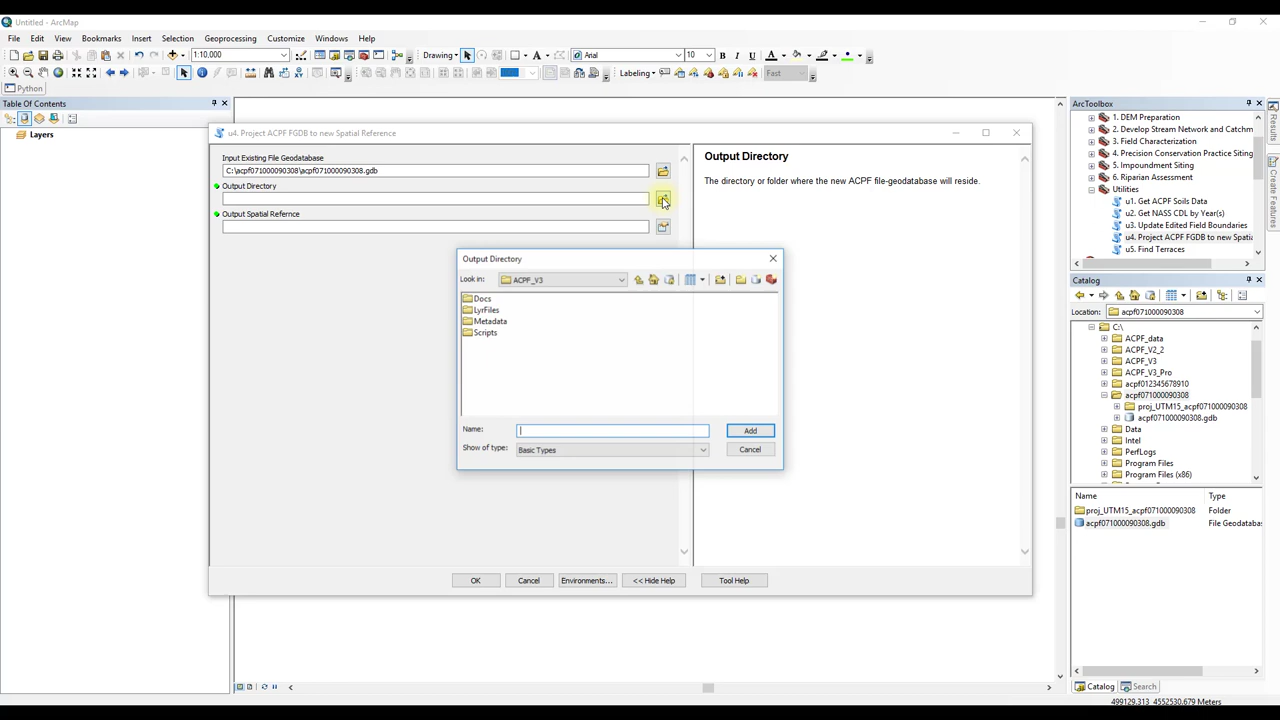 Untitled - ArcMap
File Edit View Bookmarks Insert Selection Geoprocessing Customize Windows Help
1:10,000
Drawing
Arial
10
B I U A
Labeling
Fast
Python
Table Of Contents
Layers
u4. Project ACPF FGDB to new Spatial Reference
Input Existing File Geodatabase
C:\acpf071000090308\acpf071000090308.gdb
Output Directory
Output Spatial Refernce
Output Directory
The directory or folder where the new ACPF file-geodatabase will reside.
Output Directory
Look in:
ACPF_V3
Docs
LyrFiles
Metadata
Scripts
Name:
Add
Show of type:
Basic Types
Cancel
OK
Cancel
Environments...
<< Hide Help
Tool Help
ArcToolbox
1. DEM Preparation
2. Develop Stream Network and Catchm
3. Field Characterization
4. Precision Conservation Practice Siting
5. Impoundment Siting
6. Riparian Assessment
Utilities
u1. Get ACPF Soils Data
u2. Get NASS CDL by Year(s)
u3. Update Edited Field Boundaries
u4. Project ACPF FGDB to new Spatia
u5. Find Terraces
Catalog
Location:
acpf071000090308
C:\
ACPF_data
ACPF_V2_2
ACPF_V3
ACPF_V3_Pro
acpf012345678910
acpf071000090308
proj_UTM15_acpf071000090308
acpf071000090308.gdb
Data
Intel
PerfLogs
Program Files
Program Files (x86)
Name
Type
proj_UTM15_acpf071000090308
Folder
acpf071000090308.gdb
File Geodataba
Catalog
Search
Results
Create Features
499129.313 4552530.679 Meters